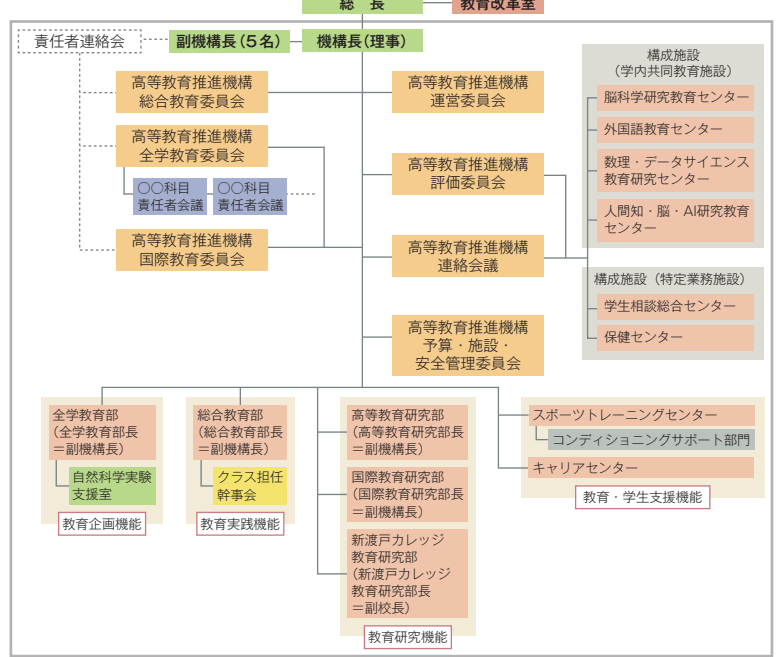 総　長
教育改革室
責任者連絡会
副機構長（5名）
機構長（理事）
高等教育推進機構
総合教育委員会
高等教育推進機構
運営委員会
高等教育推進機構
全学教育委員会
〇〇科目
責任者会議
〇〇科目
責任者会議
高等教育推進機構
評価委員会
高等教育推進機構
国際教育委員会
高等教育推進機構
連絡会議
高等教育推進機構
予算・施設・
安全管理委員会
構成施設
（学内共同教育施設）
脳科学研究教育センター
外国語教育センター
数理・データサイエンス
教育研究センター
人間知・脳・AI研究教育
センター
構成施設（特定業務施設）
学生相談総合センター
保健センター
全学教育部
（全学教育部長
＝副機構長）
自然科学実験
支援室
教育企画機能
総合教育部
（総合教育部長
＝副機構長）
クラス担任
幹事会
教育実践機能
高等教育研究部
（高等教育研究部長
＝副機構長）
国際教育研究部
（国際教育研究部長
＝副機構長）
新渡戸カレッジ
教育研究部
（新渡戸カレッジ
教育研究部長
＝副校長）
教育研究機能
スポーツトレーニングセンター
コンディショニングサポート部門
キャリアセンター
教育・学生支援機能